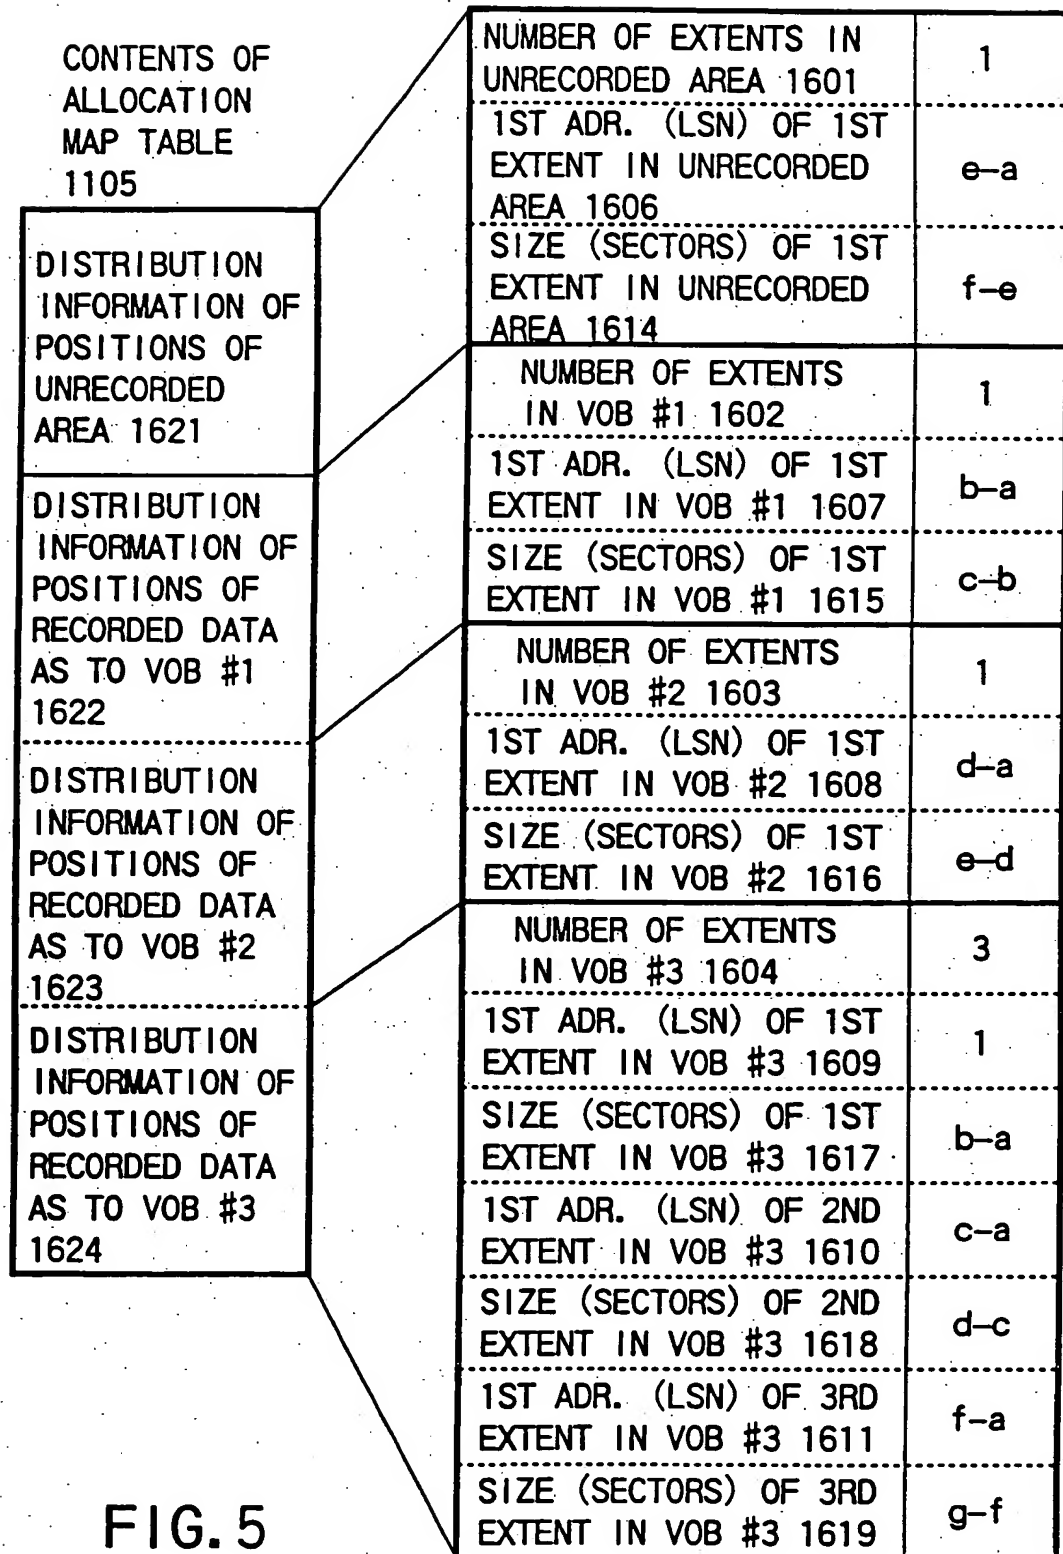 CONTENTS OF
ALLOCATION
MAP TABLE
1105
DISTRIBUTION
INFORMATION OF
POSITIONS OF
UNRECORDED
AREA 1621
DISTRIBUTION
INFORMATION OF
POSITIONS OF
RECORDED DATA
AS TO VOB #1
1622
DISTRIBUTION
INFORMATION OF
POSITIONS OF
RECORDED DATA
AS TO VOB #2
1623
DISTRIBUTION
INFORMATION OF
POSITIONS OF
RECORDED DATA
AS TO VOB #3
1624
NUMBER OF EXTENTS IN
UNRECORDED AREA 1601
1
1ST ADR. (LSN) OF 1ST
EXTENT IN UNRECORDED
AREA 1606
e-a
SIZE (SECTORS) OF 1ST
EXTENT IN UNRECORDED
AREA 1614
f-e
NUMBER OF EXTENTS
IN VOB #1 1602
1
1ST ADR. (LSN) OF 1ST
EXTENT IN VOB #1 1607
b-a
SIZE (SECTORS) OF 1ST
EXTENT IN VOB #1 1615
c-b
NUMBER OF EXTENTS
IN VOB #2 1603
1
1ST ADR. (LSN) OF 1ST
EXTENT IN VOB #2 1608
d-a
SIZE (SECTORS) OF 1ST
EXTENT IN VOB #2 1616
e-d
NUMBER OF EXTENTS
IN VOB #3 1604
3
1ST ADR. (LSN) OF 1ST
EXTENT IN VOB #3 1609
1
SIZE (SECTORS) OF 1ST
EXTENT IN VOB #3 1617
b-a
1ST ADR. (LSN) OF 2ND
EXTENT IN VOB #3 1610
c-a
SIZE (SECTORS) OF 2ND
EXTENT IN VOB #3 1618
d-c
1ST ADR. (LSN) OF 3RD
EXTENT IN VOB #3 1611
f-a
SIZE (SECTORS) OF 3RD
EXTENT IN VOB #3 1619
g-f
FIG. 5